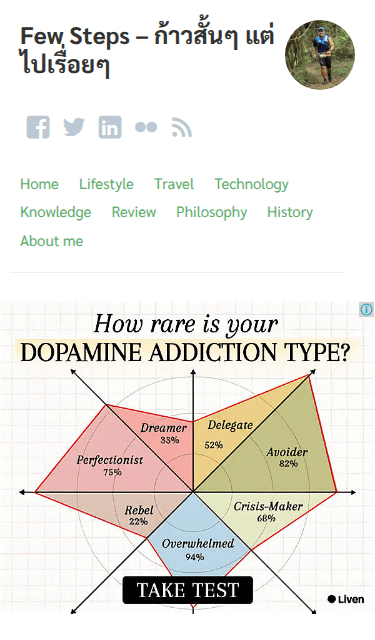 Few Steps – ก้าวสั้นๆ แต่
ไปเรื่อยๆ
Home Lifestyle Travel Technology
Knowledge Review Philosophy History
About me
How rare is your
DOPAMINE ADDICTION TYPE?
Dreamer
33%
Delegate
52%
Perfectionist
75%
Avoider
82%
Rebel
22%
Crisis-Maker
68%
Overwhelmed
94%
TAKE TEST
Liven